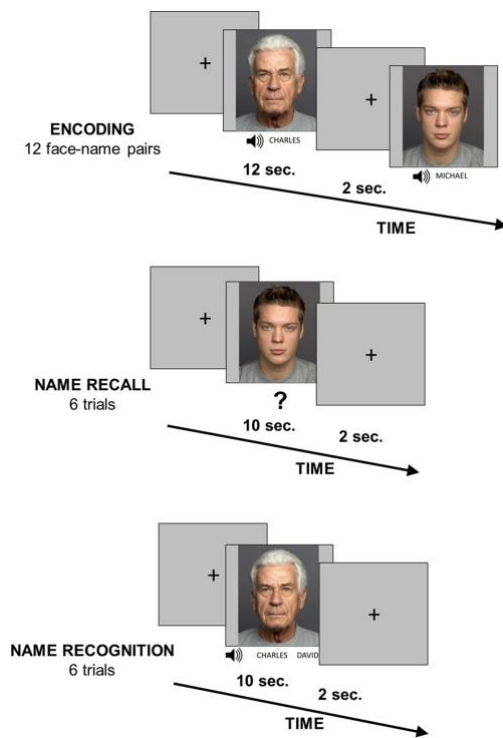 +
CHARLES
+
MICHAEL
ENCODING
12 face-name pairs
12 sec.
2 sec.
TIME
+
+
NAME RECALL
6 trials
?
10 sec.
2 sec.
TIME
+
+
NAME RECOGNITION
6 trials
CHARLES DAVID
10 sec.
2 sec.
TIME